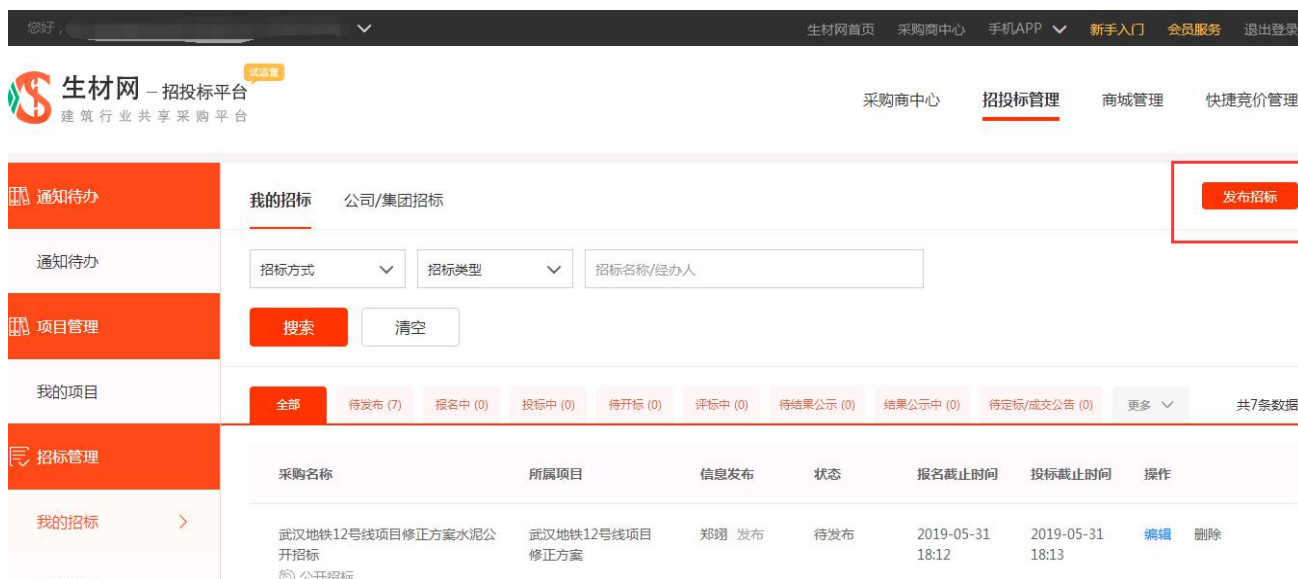 您好，
生材网首页 采购商中心 手机APP 新手入门 会员服务 退出登录
生材网 – 招投标平台 试运营
建筑行业共享采购平台
采购商中心 招投标管理 商城管理 快捷竞价管理
通知待办
通知待办
项目管理
我的项目
招标管理
我的招标
我的招标 公司/集团招标 发布招标
招标方式 招标类型 招标名称/经办人
搜索 清空
全部 待发布 (7) 报名中 (0) 投标中 (0) 待开标 (0) 评标中 (0) 待结果公示 (0) 结果公示中 (0) 待定标/成交公告 (0) 更多 共7条数据
采购名称 所属项目 信息发布 状态 报名截止时间 投标截止时间 操作
武汉地铁12号线项目修正方案水泥公 武汉地铁12号线项目 郑翊 发布 待发布 2019-05-31 2019-05-31 编辑 删除
开招标 修正方案 18:12 18:13
公开招标